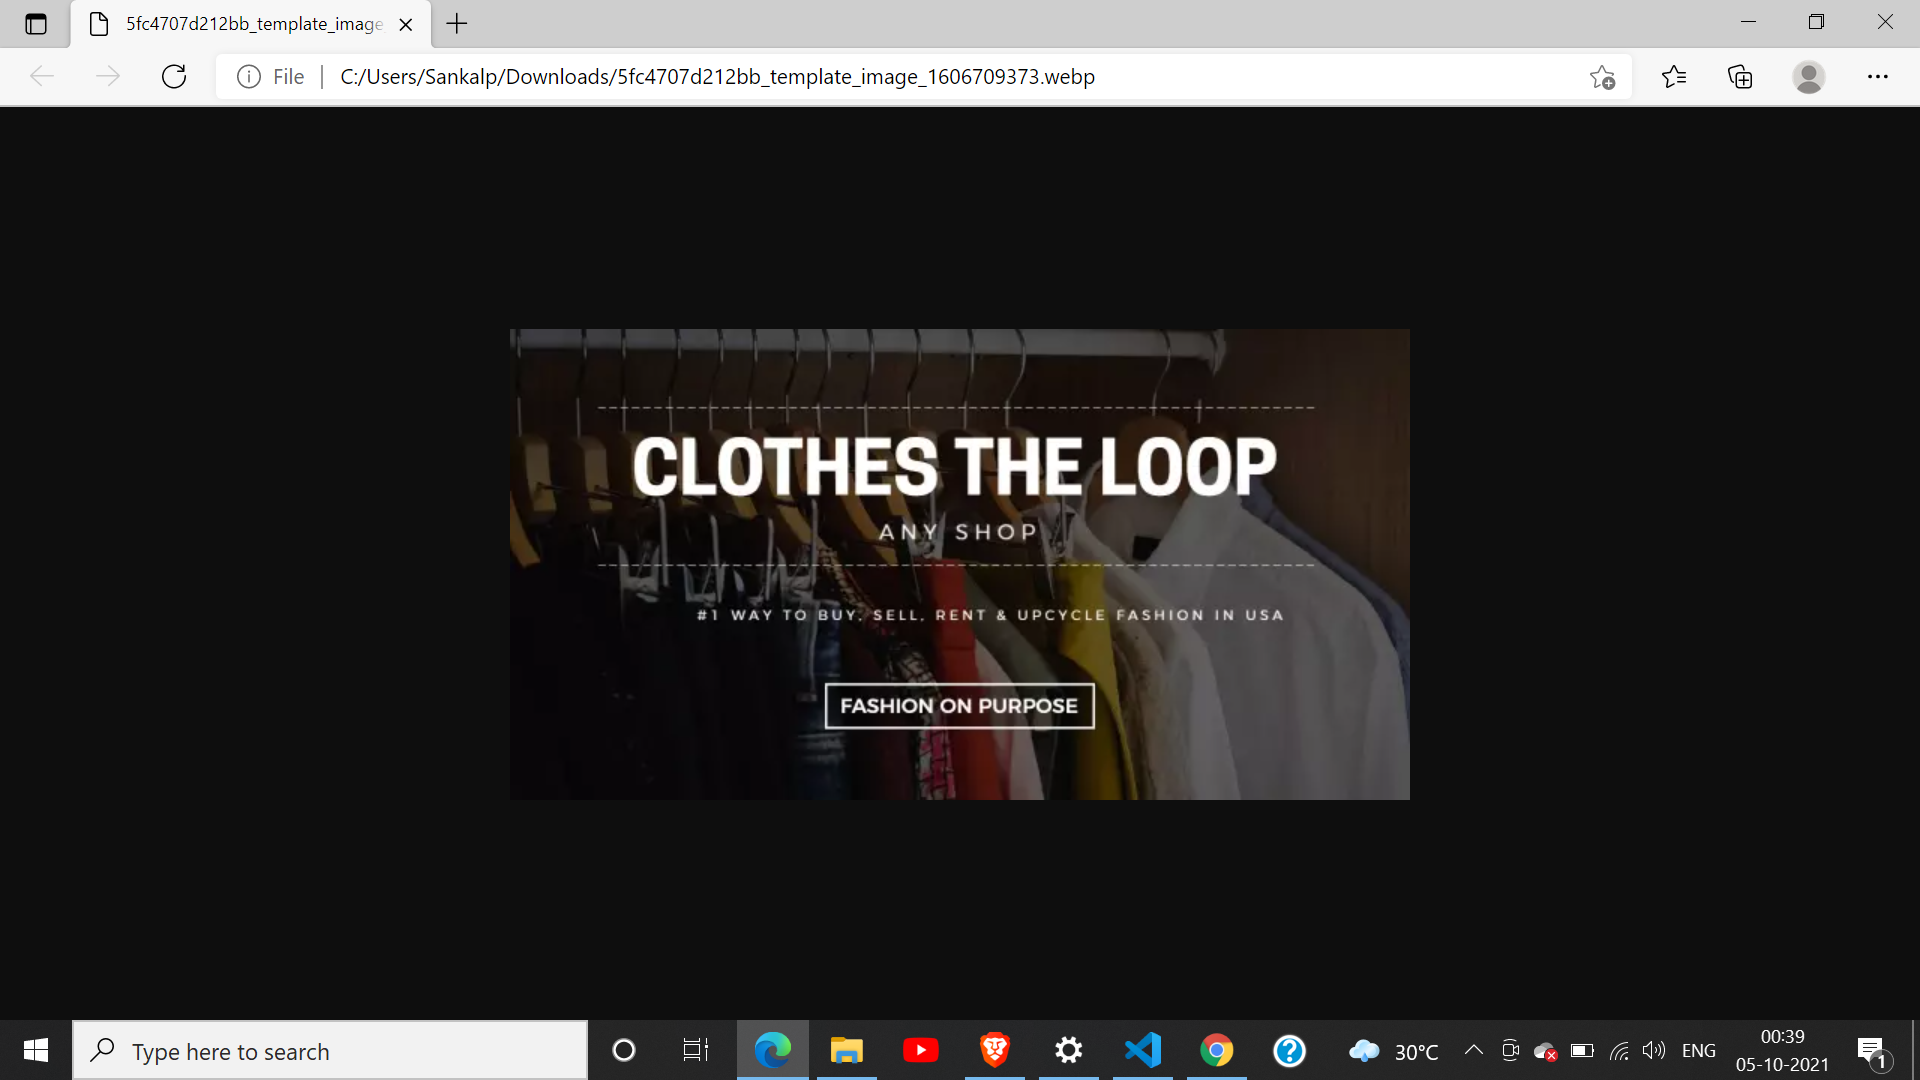 5fc4707d212bb_template_image
File
C:/Users/Sankalp/Downloads/5fc4707d212bb_template_image_1606709373.webp
CLOTHES THE LOOP
ANY SHOP
#1 WAY TO BUY, SELL, RENT & UPCYCLE FASHION IN USA
FASHION ON PURPOSE
Type here to search
30°C
ENG
00:39
05-10-2021
1